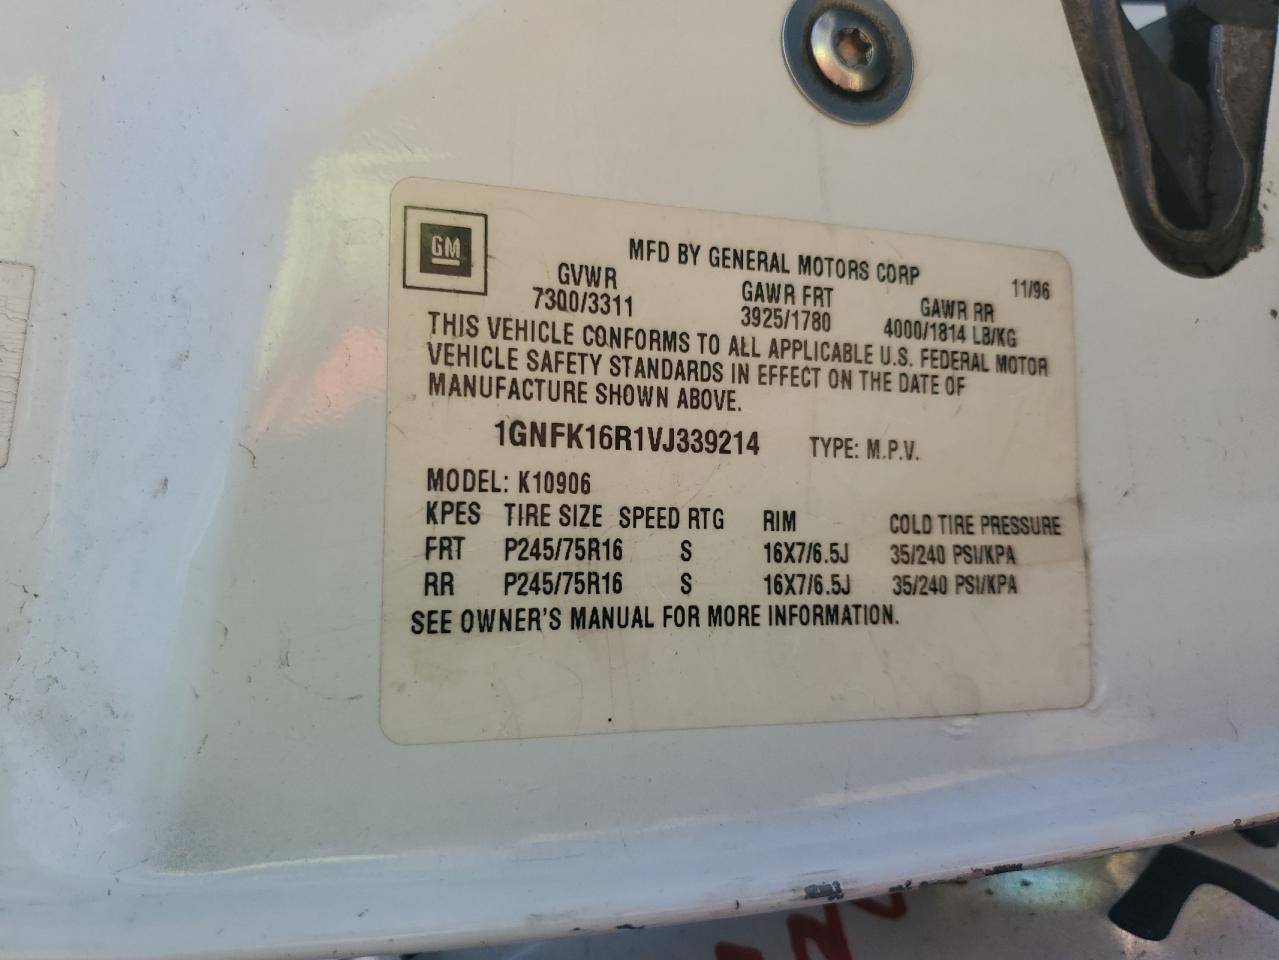 GM
MFD BY GENERAL MOTORS CORP 11/96
GVWR GAWR FRT GAWR RR
7300/3311 3925/1780 4000/1814 LB/KG
THIS VEHICLE CONFORMS TO ALL APPLICABLE U.S. FEDERAL MOTOR
VEHICLE SAFETY STANDARDS IN EFFECT ON THE DATE OF
MANUFACTURE SHOWN ABOVE.
1GNFK16R1VJ339214 TYPE: M.P.V.
MODEL: K10906
KPES TIRE SIZE SPEED RTG RIM COLD TIRE PRESSURE
FRT P245/75R16 S 16X7/6.5J 35/240 PSI/KPA
RR P245/75R16 S 16X7/6.5J 35/240 PSI/KPA
SEE OWNER'S MANUAL FOR MORE INFORMATION.